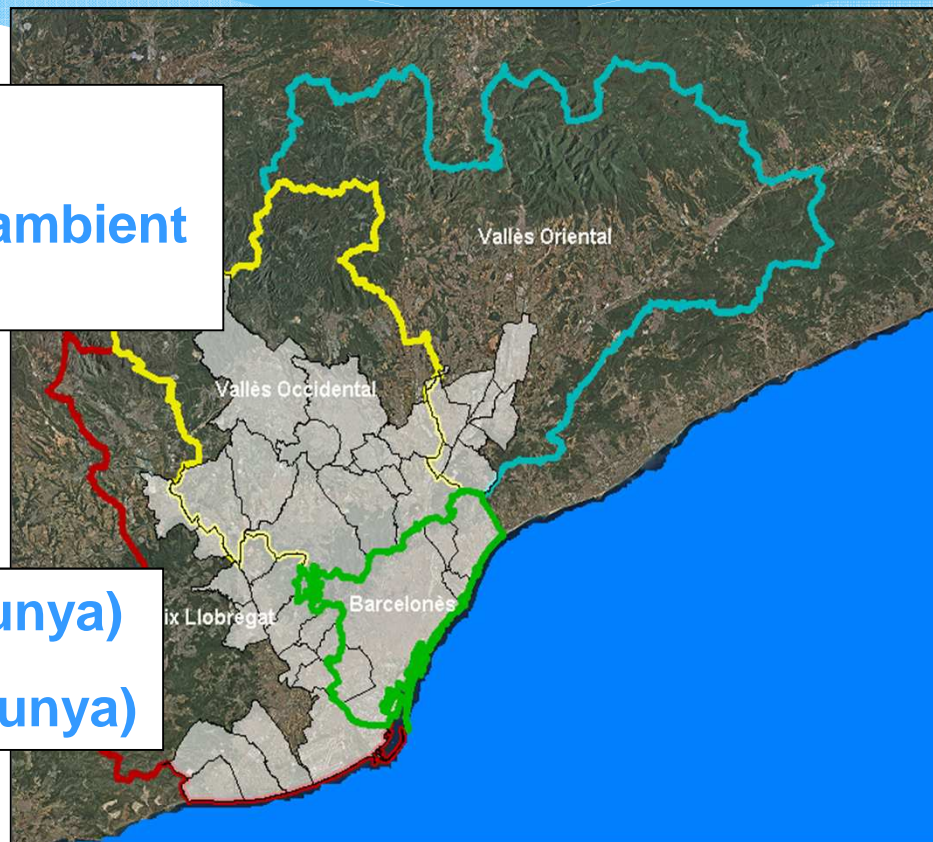 ambient
Vallès Oriental
Vallès Occidental
unya)
ix Llobregat
Barcelonès
unya)